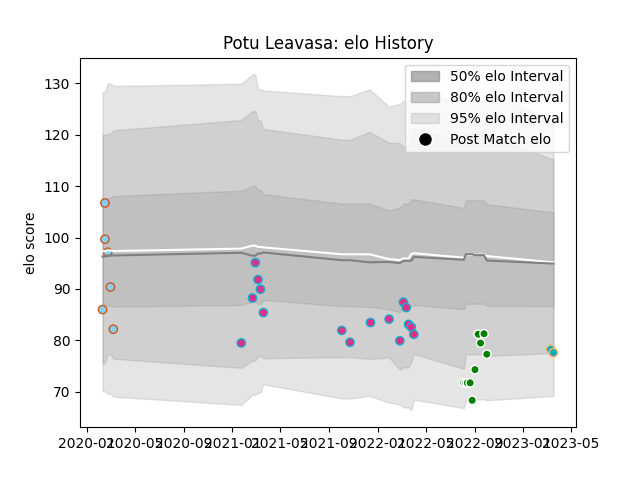 Potu Leavasa: elo History
50% elo Interval
80% elo Interval
95% elo Interval
Post Match elo
elo score
130
120
110
100
90
80
70
2020-01 2020-05 2020-09 2021-01 2021-05 2021-09 2022-01 2022-05 2022-09 2023-01 2023-05